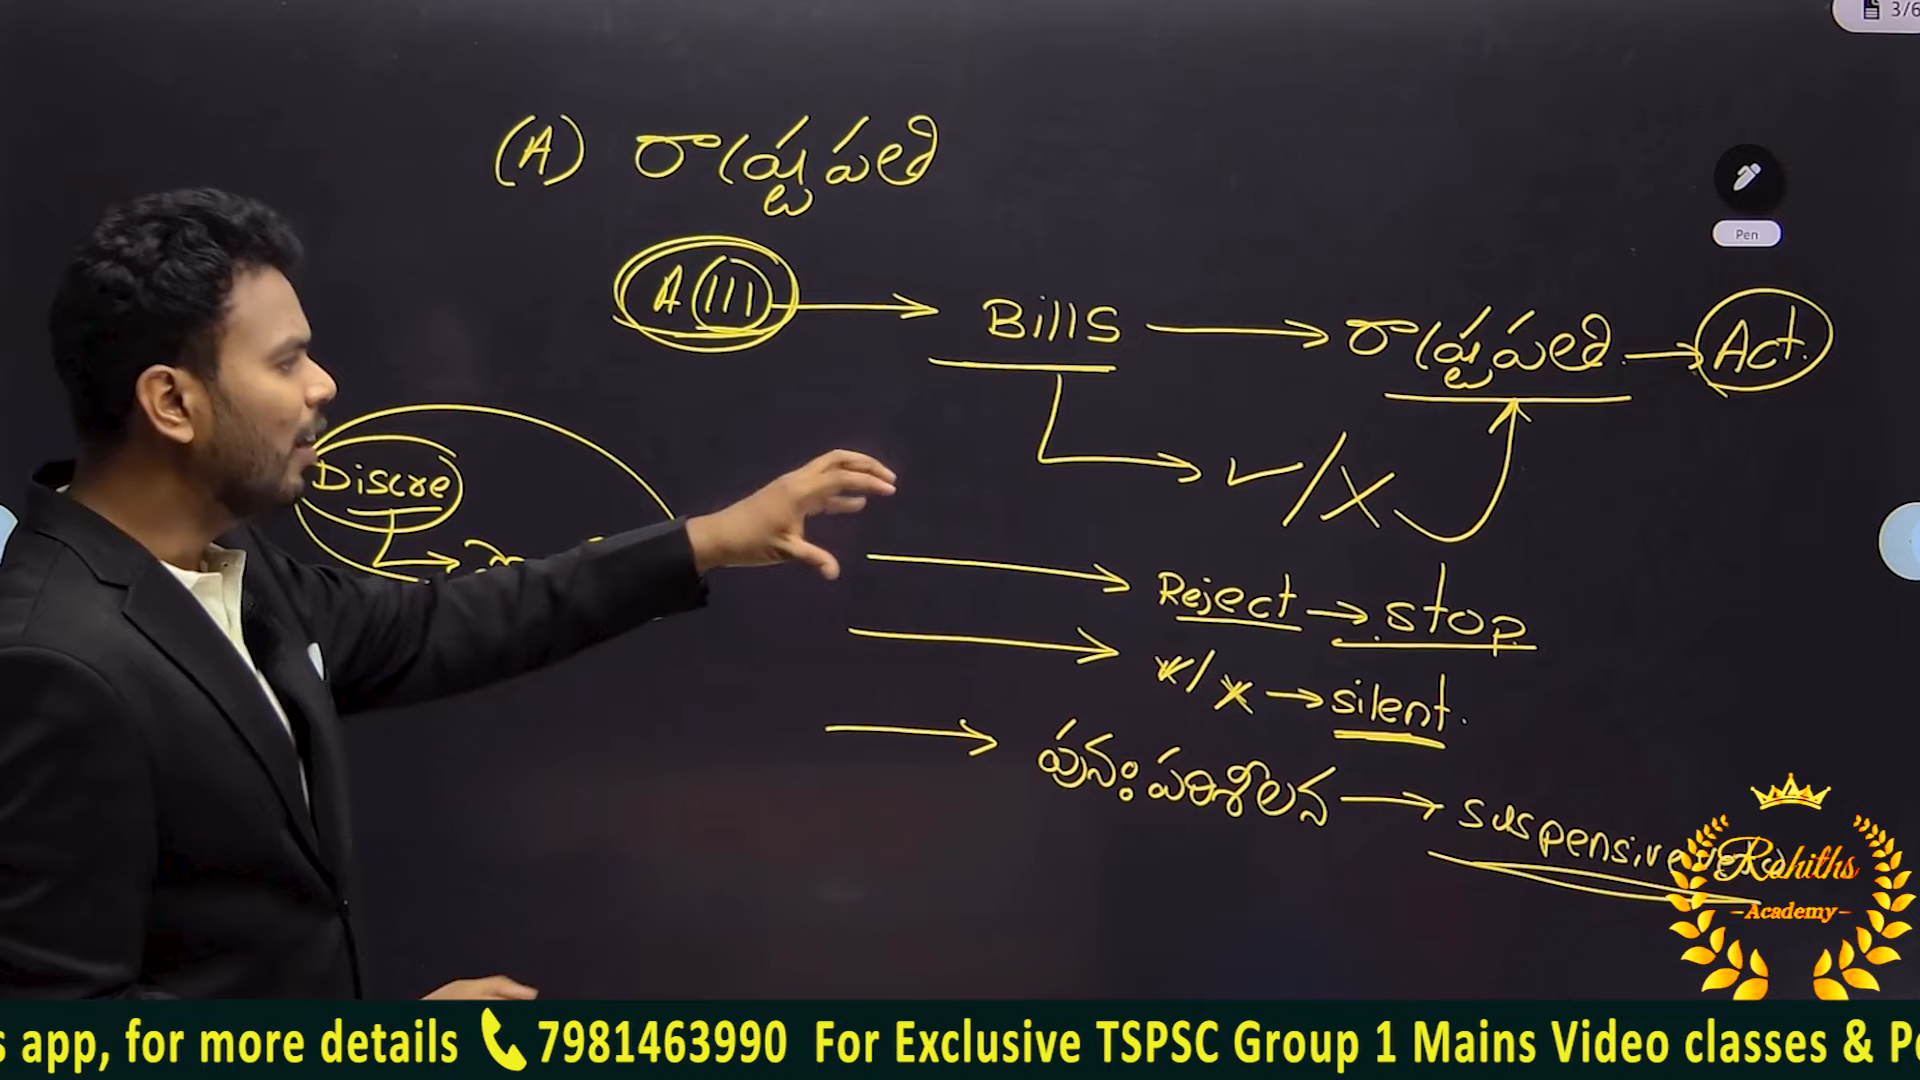 3/6
(A) రాష్ట్రపతి
Pen
A (111) → Bills → రాష్ట్రపతి → Act.
✓/X
Discre
Reject → stop
x/x → silent.
పునఃపరిశీలన → suspensive
Rohiths
Academy
s app, for more details 7981463990 For Exclusive TSPSC Group 1 Mains Video classes &